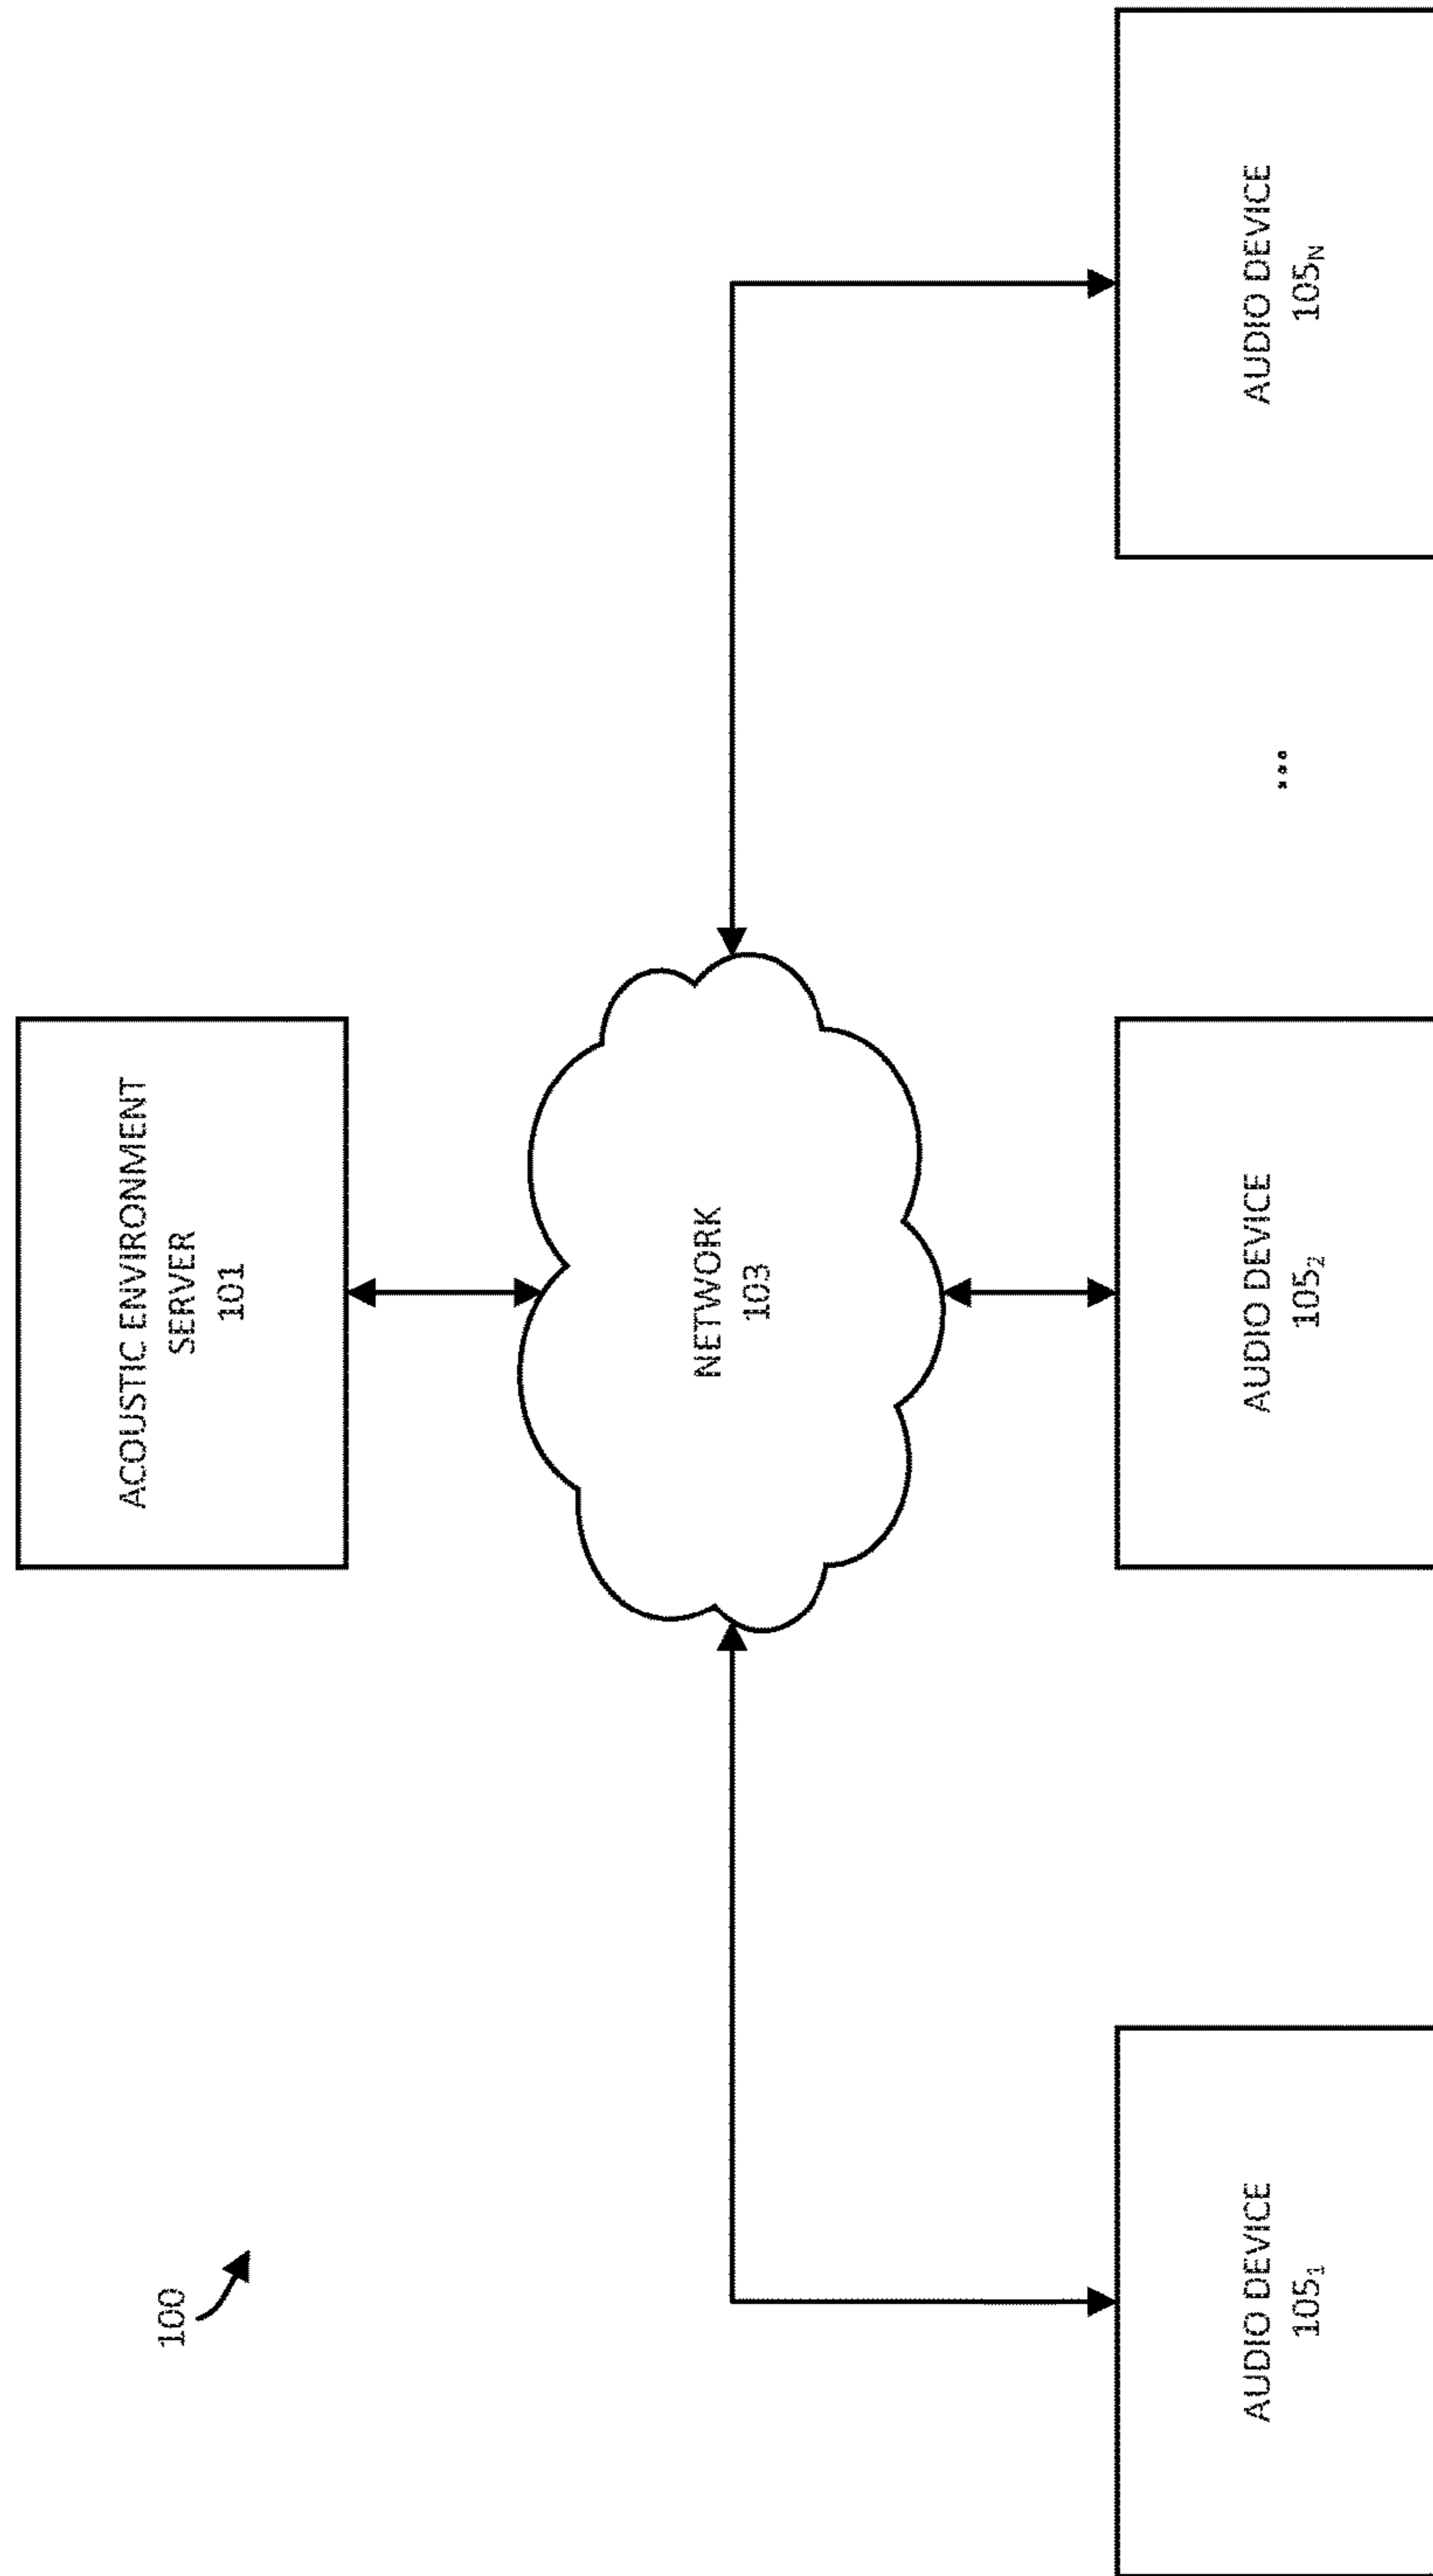 100
ACOUSTIC ENVIRONMENT
SERVER
101
NETWORK
103
AUDIO DEVICE
105₁
AUDIO DEVICE
105₂
...
AUDIO DEVICE
105ₙ